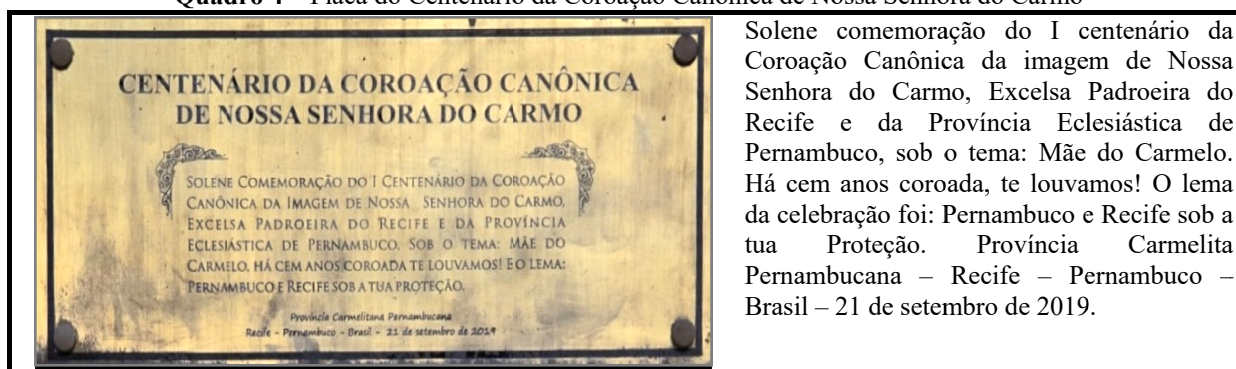 Quadro 4 – Placa do Centenário da Coroação Canônica de Nossa Senhora do Carmo
CENTENÁRIO DA COROAÇÃO CANÔNICA
DE NOSSA SENHORA DO CARMO
SOLENE COMEMORAÇÃO DO I CENTENÁRIO DA COROAÇÃO
CANÔNICA DA IMAGEM DE NOSSA SENHORA DO CARMO,
EXCELSA PADROEIRA DO RECIFE E DA PROVÍNCIA
ECLESIÁSTICA DE PERNAMBUCO, SOB O TEMA: MÃE DO
CARMELO, HÁ CEM ANOS COROADA TE LOUVAMOS! E O LEMA:
PERNAMBUCO E RECIFE SOB A TUA PROTEÇÃO.
Província Carmelitana Pernambucana
Recife - Pernambuco - Brasil - 21 de setembro de 2019
Solene comemoração do I centenário da
Coroação Canônica da imagem de Nossa
Senhora do Carmo, Excelsa Padroeira do
Recife e da Província Eclesiástica de
Pernambuco, sob o tema: Mãe do Carmelo.
Há cem anos coroada, te louvamos! O lema
da celebração foi: Pernambuco e Recife sob a
tua Proteção. Província Carmelita
Pernambucana – Recife – Pernambuco –
Brasil – 21 de setembro de 2019.